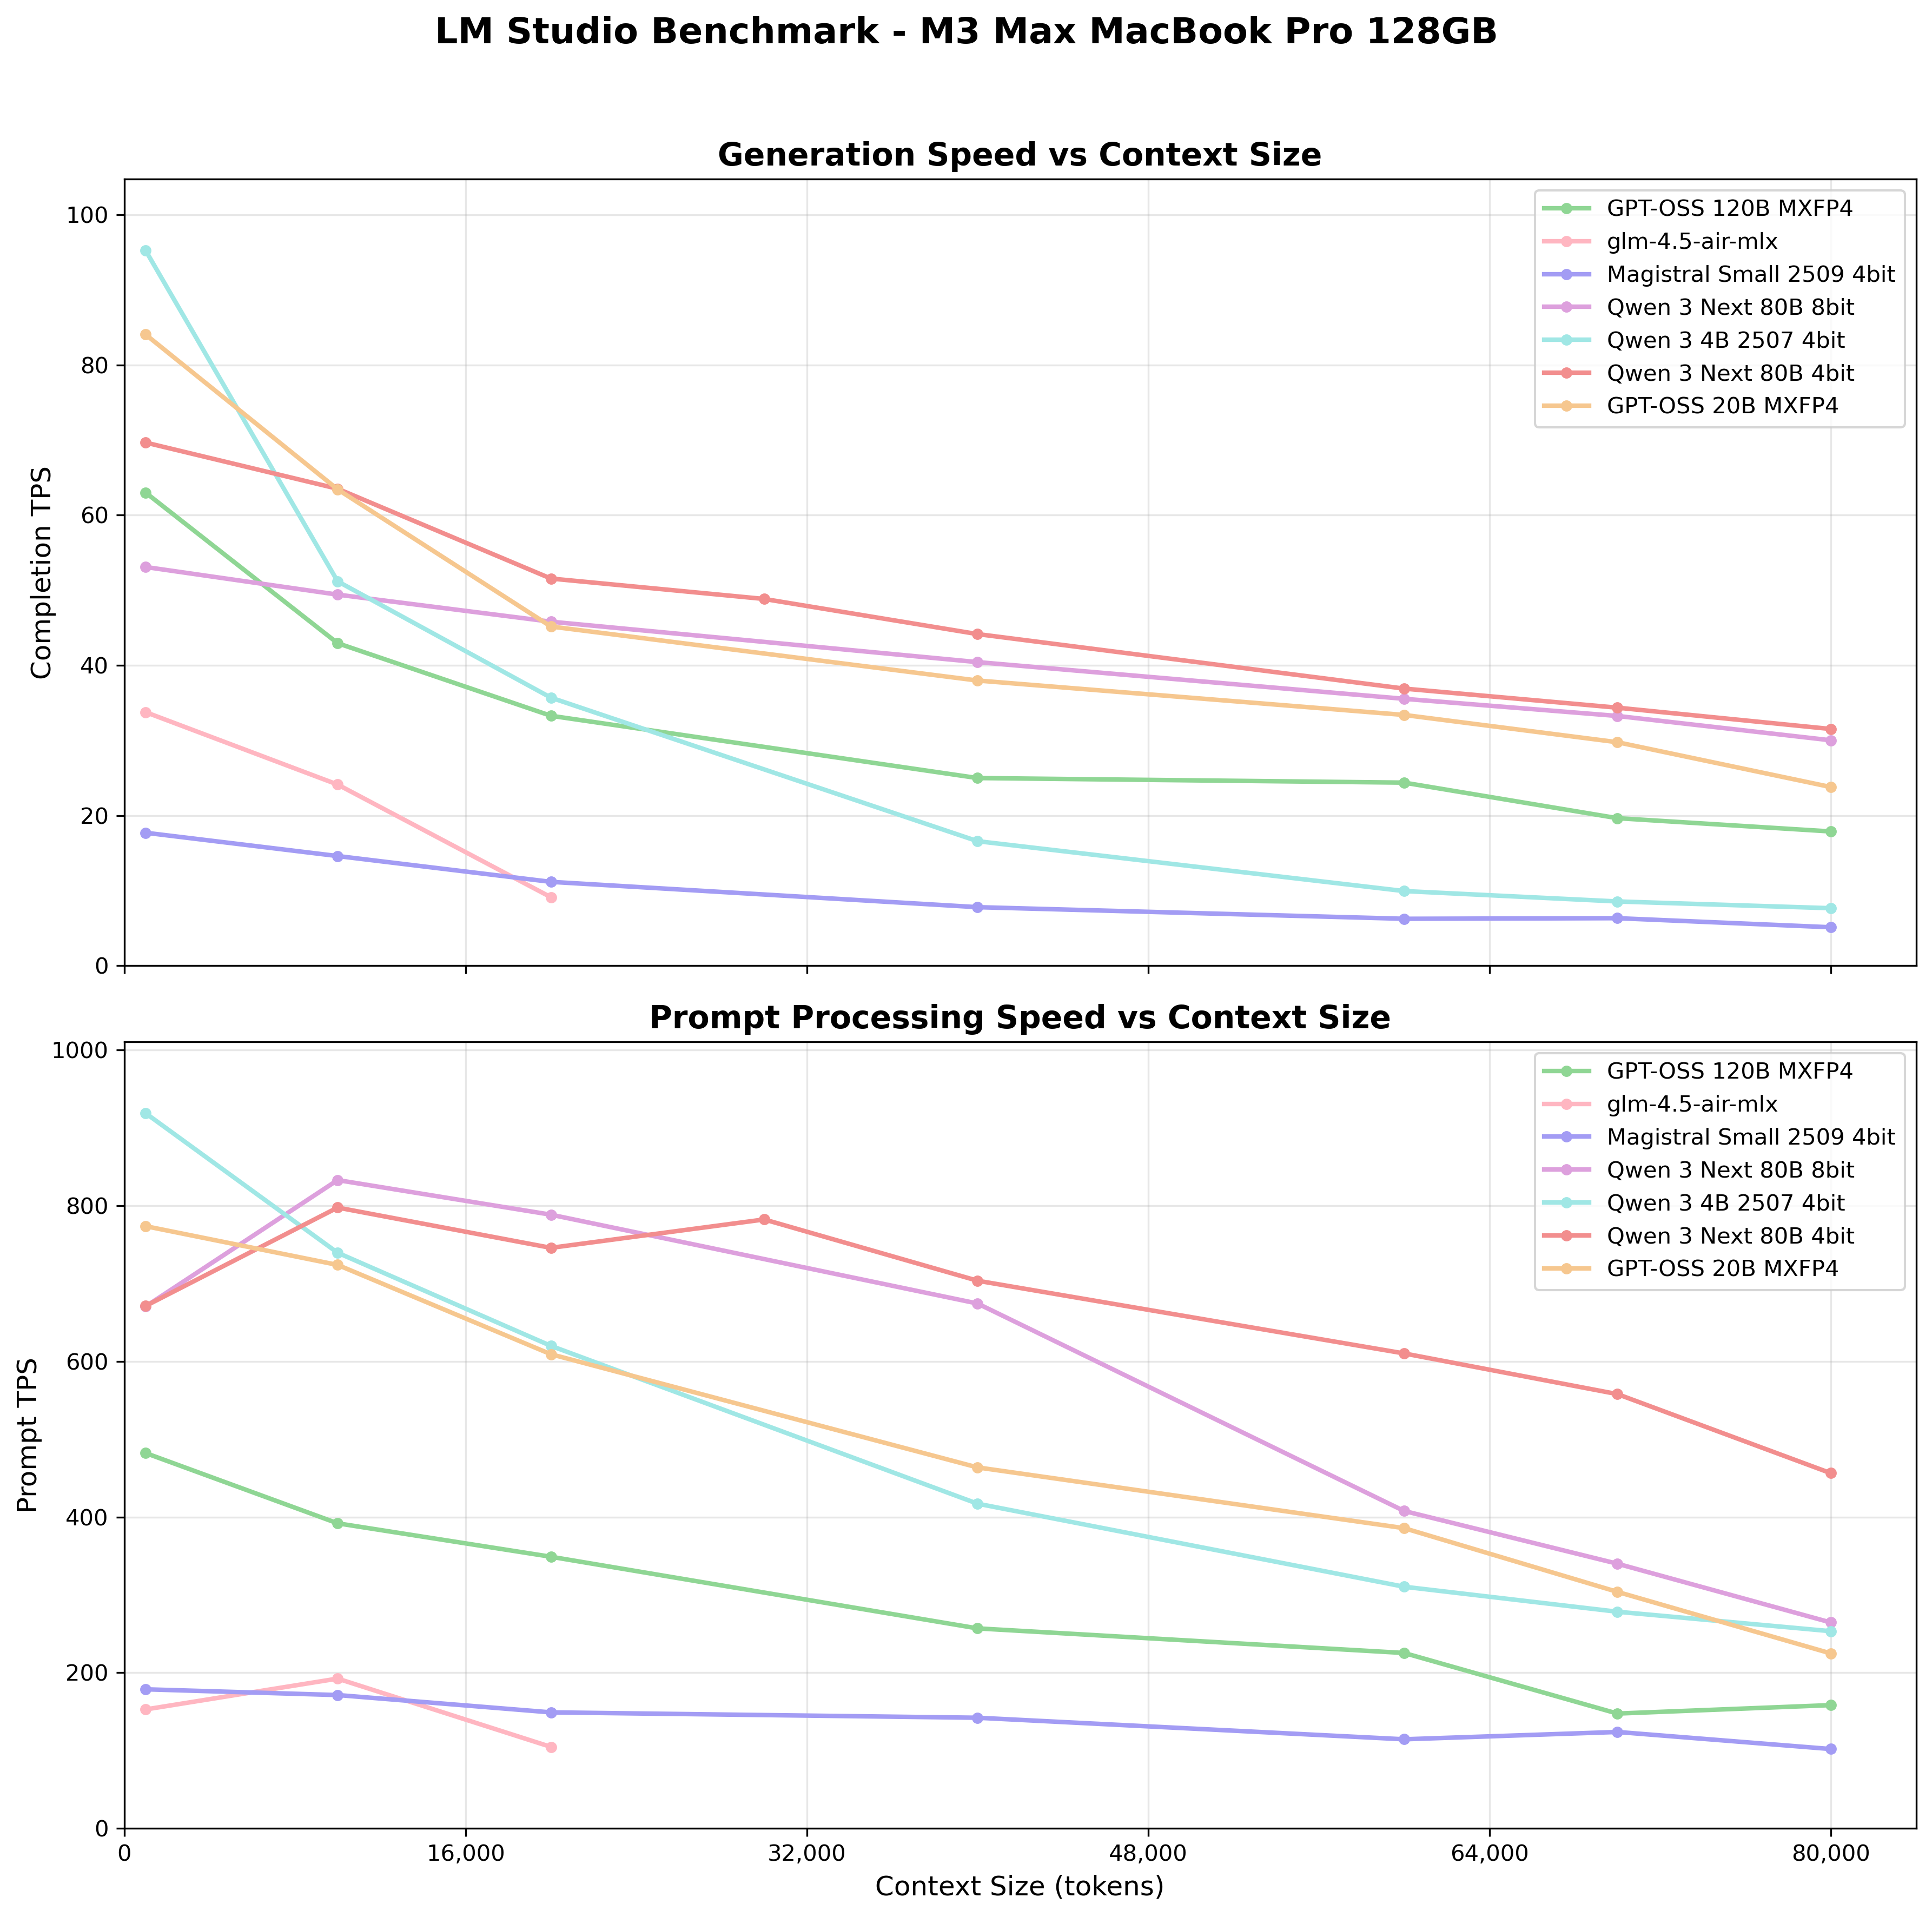 LM Studio Benchmark - M3 Max MacBook Pro 128GB
Generation Speed vs Context Size
100
80
60
40
20
0
Completion TPS
GPT-OSS 120B MXFP4
glm-4.5-air-mlx
Magistral Small 2509 4bit
Qwen 3 Next 80B 8bit
Qwen 3 4B 2507 4bit
Qwen 3 Next 80B 4bit
GPT-OSS 20B MXFP4
Prompt Processing Speed vs Context Size
1000
800
600
400
200
0
Prompt TPS
GPT-OSS 120B MXFP4
glm-4.5-air-mlx
Magistral Small 2509 4bit
Qwen 3 Next 80B 8bit
Qwen 3 4B 2507 4bit
Qwen 3 Next 80B 4bit
GPT-OSS 20B MXFP4
0 16,000 32,000 48,000 64,000 80,000
Context Size (tokens)